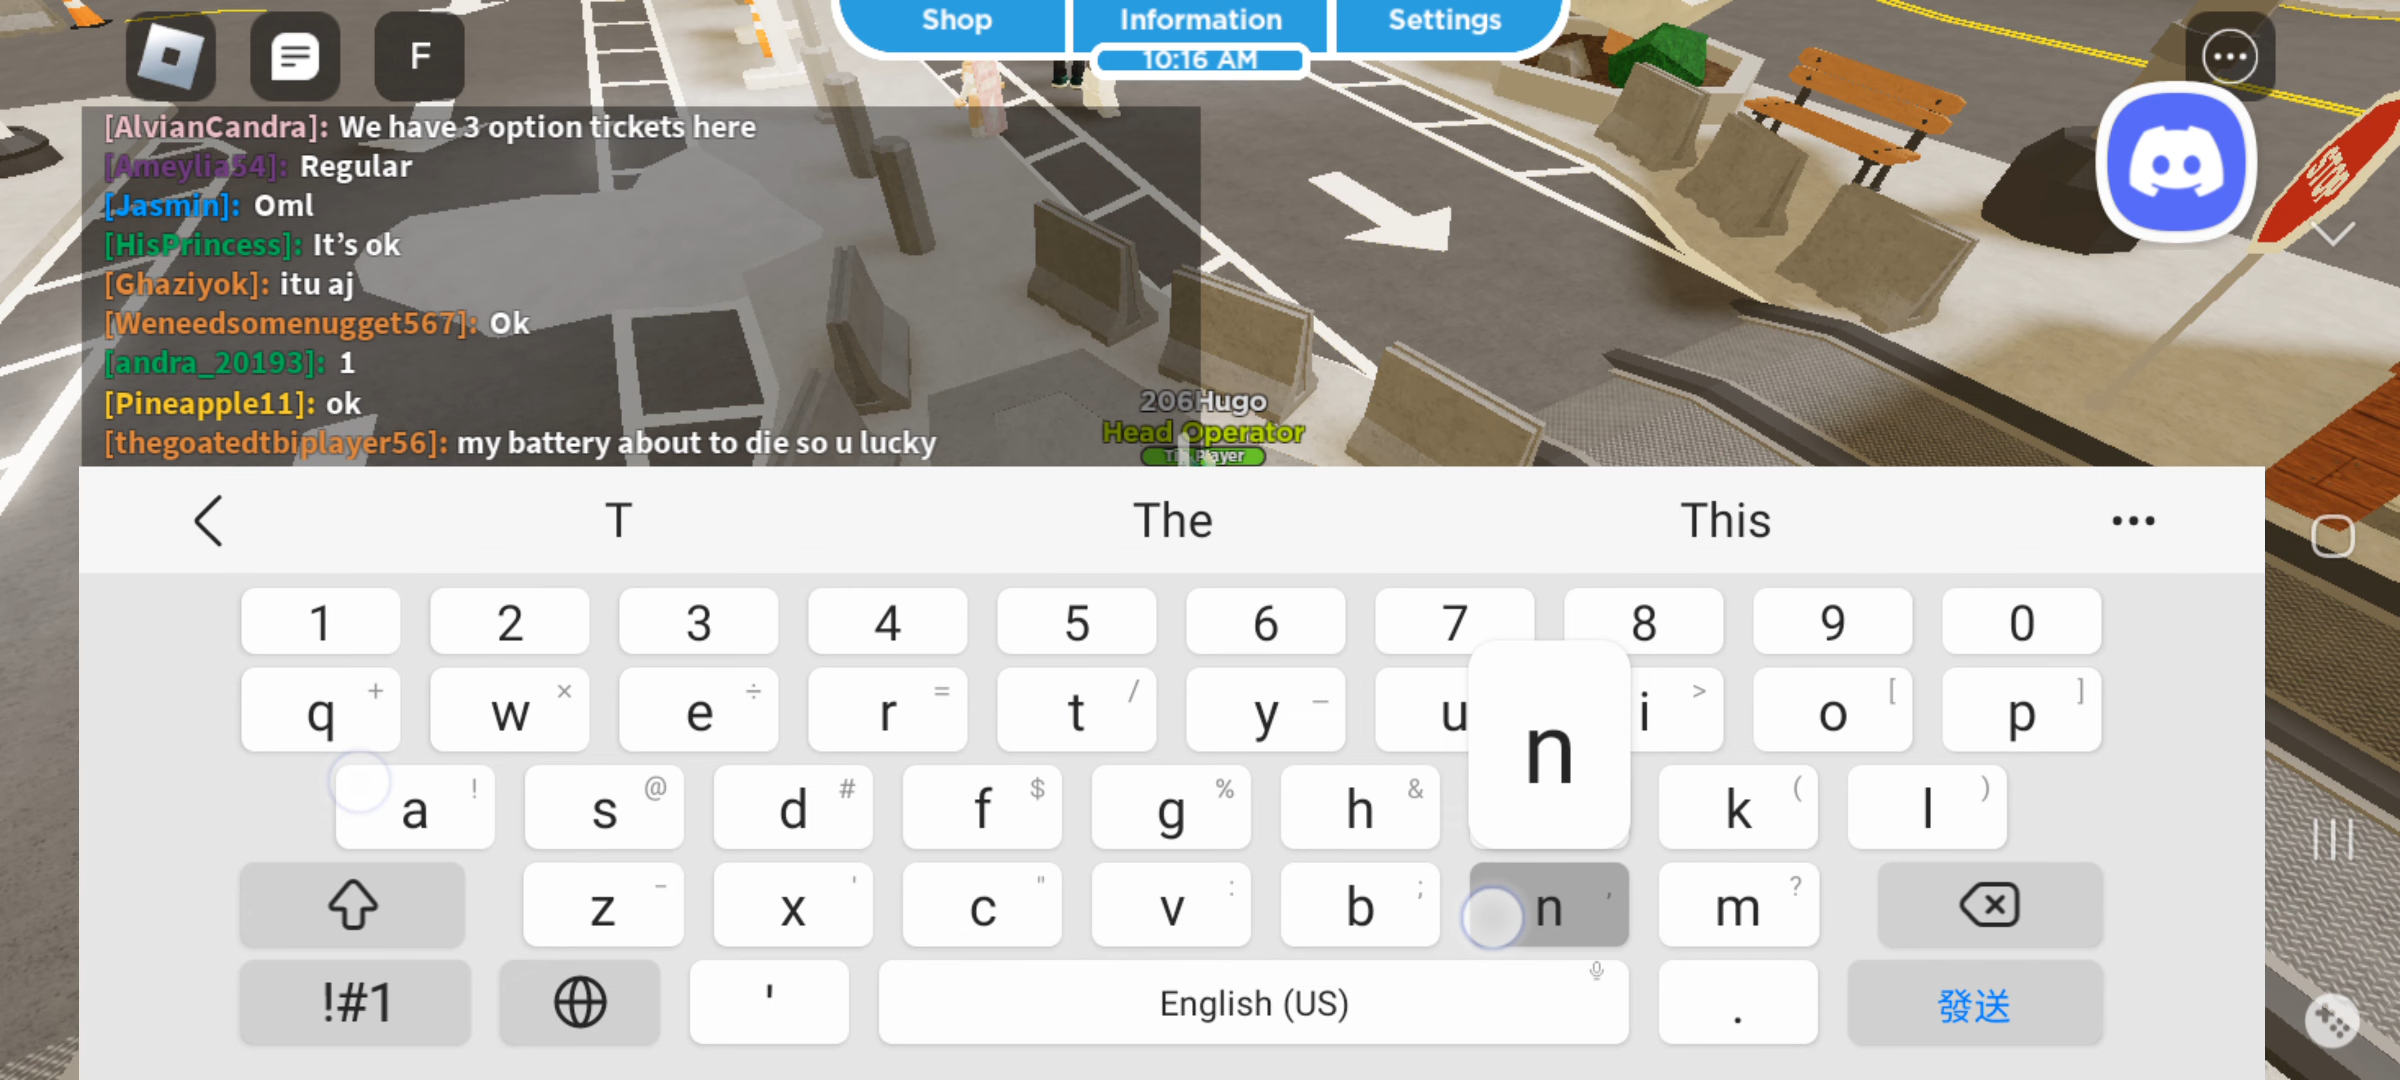 Shop
Information
Settings
10:16 AM
F
[AlvianCandra]: We have 3 option tickets here
[Ameylia54]: Regular
[Jasmin]: Oml
[HisPrincess]: It's ok
[Ghaziyok]: itu aj
[Weneedsomenugget567]: Ok
[andra_20193]: 1
[Pineapple11]: ok
[thegoatedtbiplayer56]: my battery about to die so u lucky
206Hugo
Head Operator
Tip Player
T
The
This
1 2 3 4 5 6 7 8 9 0
q + w × e ÷ r = t / y _ u i > o [ p ]
n
a ! s @ d # f $ g % h & k ( l )
z - x ' c " v : b ; n , m ?
!#1 ' English (US) . 發送